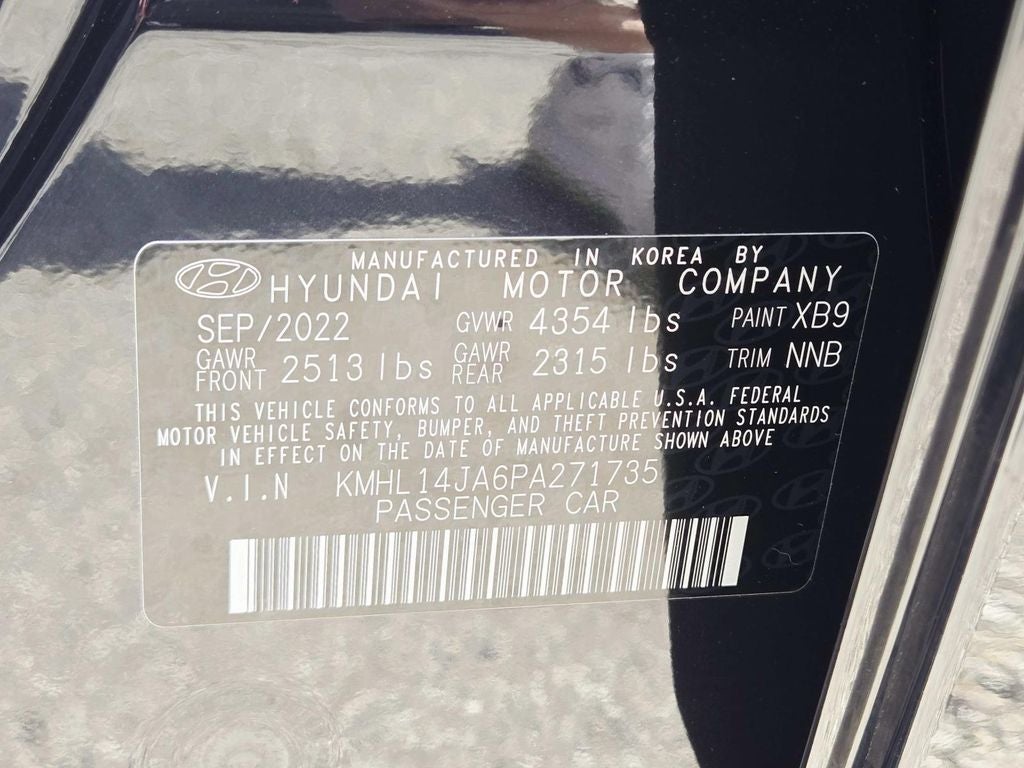 MANUFACTURED IN KOREA BY
HYUNDAI MOTOR COMPANY
SEP/2022 GVWR 4354 lbs PAINT XB9
GAWR FRONT 2513 lbs GAWR REAR 2315 lbs TRIM NNB
THIS VEHICLE CONFORMS TO ALL APPLICABLE U.S.A. FEDERAL
MOTOR VEHICLE SAFETY, BUMPER, AND THEFT PREVENTION STANDARDS
IN EFFECT ON THE DATE OF MANUFACTURE SHOWN ABOVE
V.I.N KMHL14JA6PA271735
PASSENGER CAR